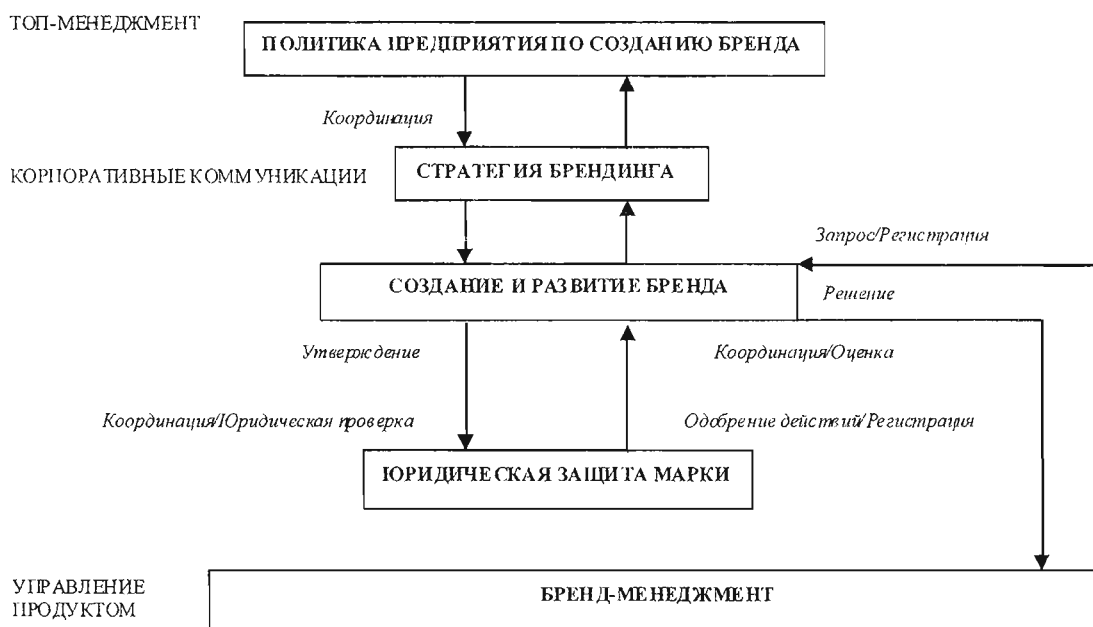 ТОП-МЕНЕДЖМЕНТ
ПОЛИТИКА ПРЕДПРИЯТИЯ ПО СОЗДАНИЮ БРЕНДА
Координация
СТРАТЕГИЯ БРЕНДИНГА
КОРПОРАТИВНЫЕ КОММУНИКАЦИИ
Запрос/Регистрация
СОЗДАНИЕ И РАЗВИТИЕ БРЕНДА
Решение
Утверждение
Координация/Оценка
Координация/Юридическая проверка
Одобрение действий/Регистрация
ЮРИДИЧЕСКАЯ ЗАЩИТА МАРКИ
УПРАВЛЕНИЕ
ПРОДУКТОМ
БРЕНД-МЕНЕДЖМЕНТ